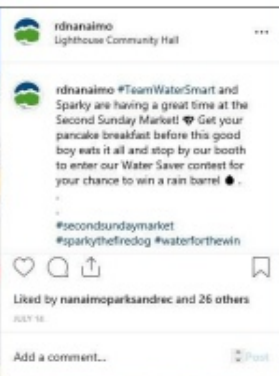 rdnanaimo
Lighthouse Community Hall
rdnanaimo #TeamWaterSmart and
Sparky are having a great time at the
Second Sunday Market! 💎 Get your
pancake breakfast before this good
boy eats it all and stop by our booth
to enter our Water Saver contest for
your chance to win a rain barrel 💧 .
.
.
#secondsundaymarket
#sparkythefiredog #waterforthewin
Liked by nanaimoparksandrec and 26 others
Add a comment...
Post